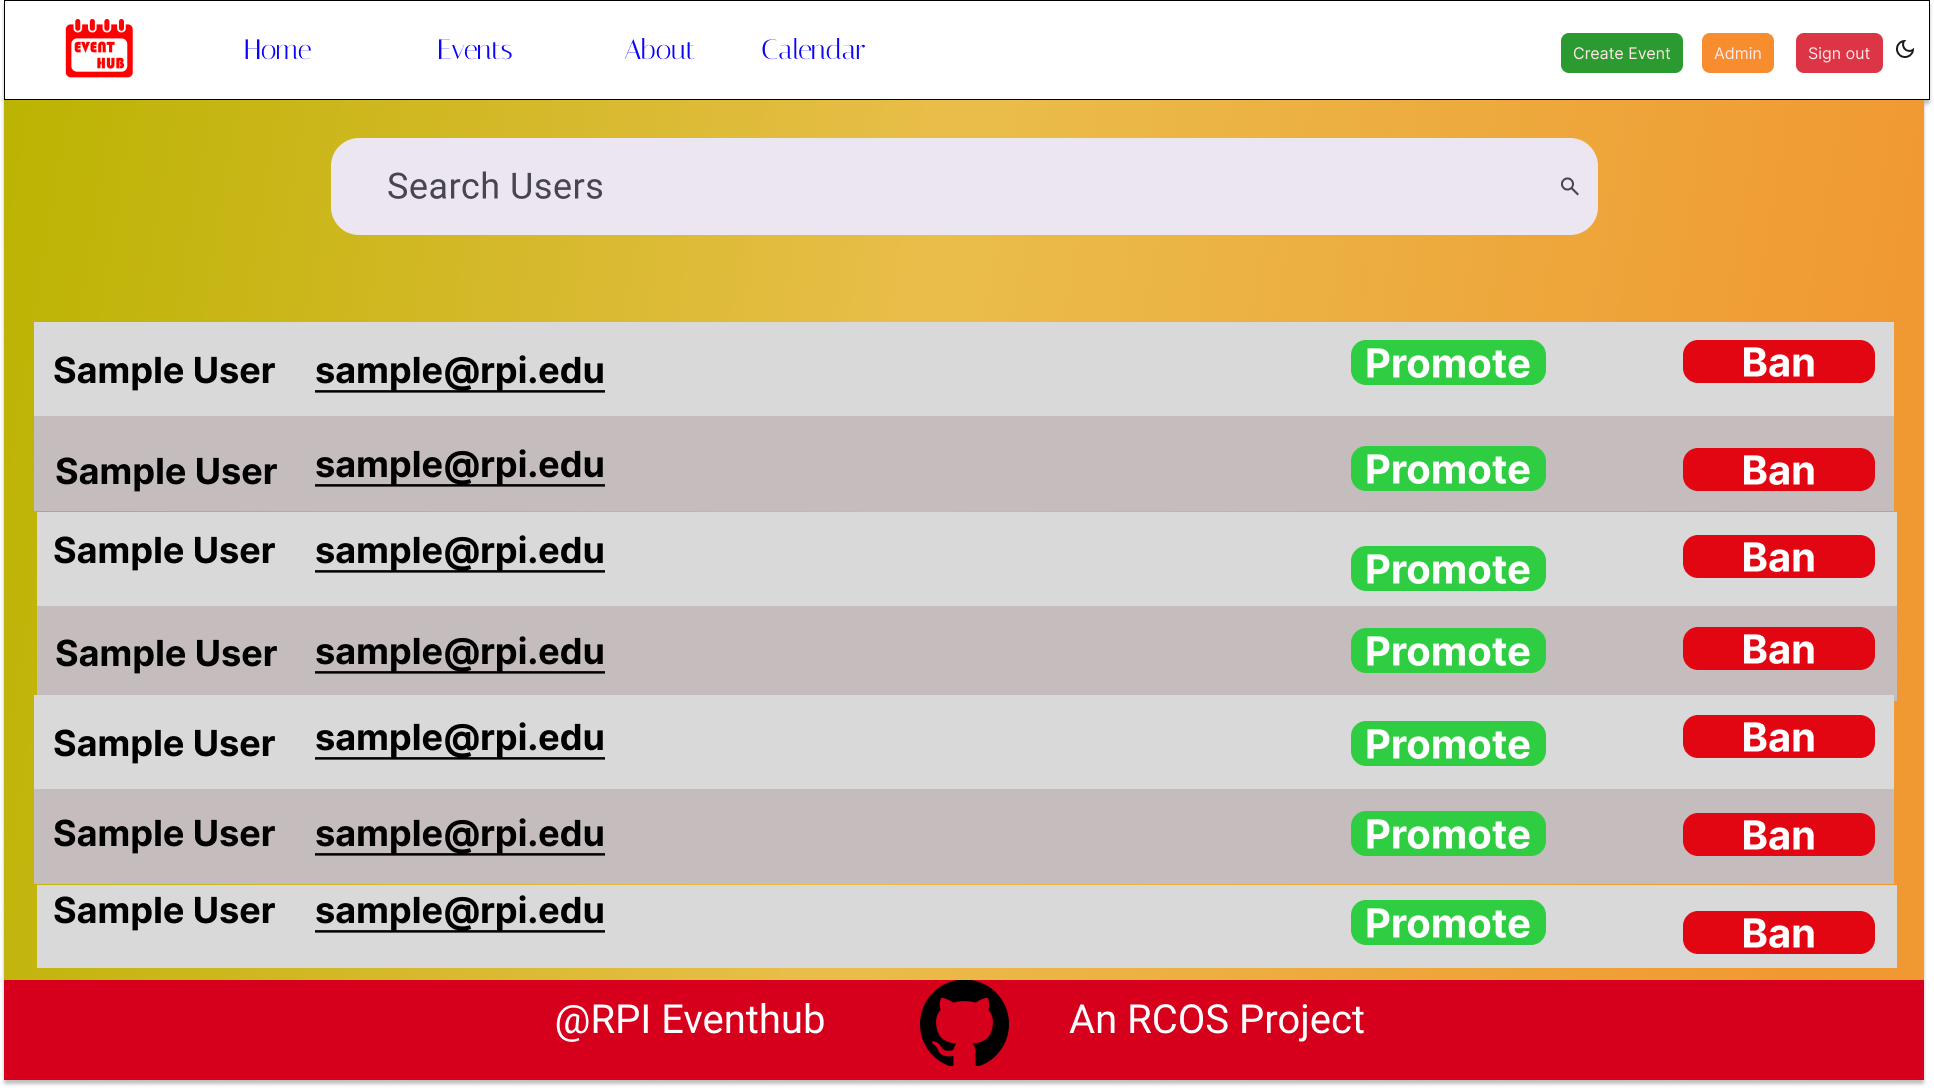 EVENT
HUB
Home Events About Calendar Create Event Admin Sign out
Search Users
Sample User sample@rpi.edu Promote Ban
Sample User sample@rpi.edu Promote Ban
Sample User sample@rpi.edu Promote Ban
Sample User sample@rpi.edu Promote Ban
Sample User sample@rpi.edu Promote Ban
Sample User sample@rpi.edu Promote Ban
Sample User sample@rpi.edu Promote Ban
@RPI Eventhub An RCOS Project